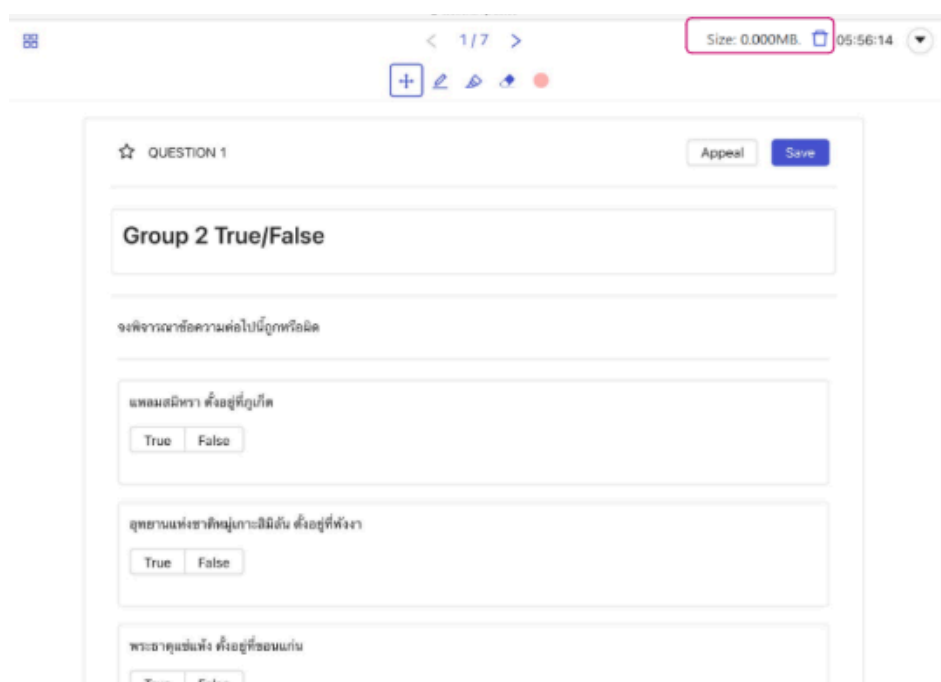 1/7
Size: 0.000MB.
05:56:14
QUESTION 1
Appeal
Save
Group 2 True/False
จงพิจารณาข้อความต่อไปนี้ถูกหรือผิด
แหลมสมิหรา ตั้งอยู่ที่ภูเก็ต
True
False
อุทยานแห่งชาติหมู่เกาะสิมิลัน ตั้งอยู่ที่พังงา
True
False
พระธาตุแช่แห้ง ตั้งอยู่ที่ขอนแก่น
True
False